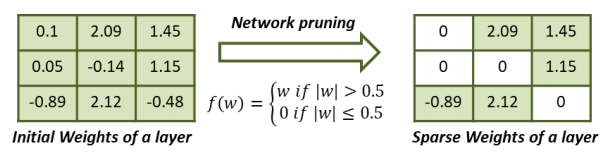 Network pruning
0.1 2.09 1.45
0.05 -0.14 1.15
-0.89 2.12 -0.48
f(w) = {w if |w| > 0.5
0 if |w| ≤ 0.5
0 2.09 1.45
0 0 1.15
-0.89 2.12 0
Initial Weights of a layer
Sparse Weights of a layer